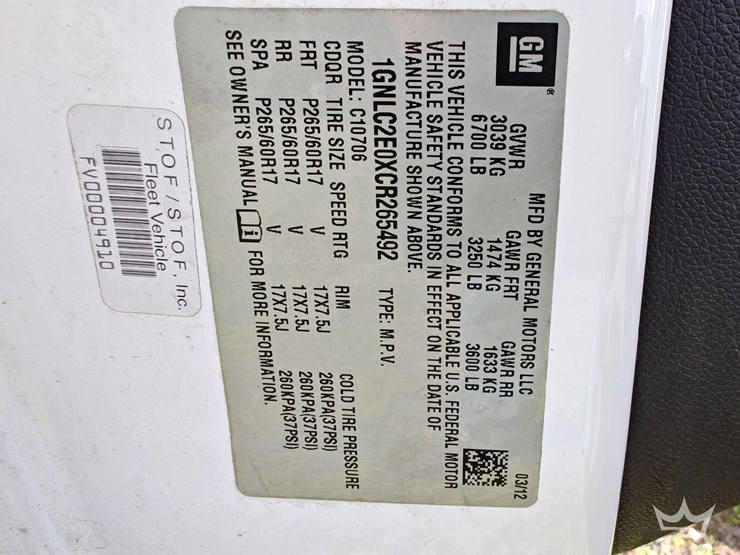 GM
MFD BY GENERAL MOTORS LLC 03/12
GVWR GAWR FRT GAWR RR
3039 KG 1474 KG 1633 KG
6700 LB 3250 LB 3600 LB
THIS VEHICLE CONFORMS TO ALL APPLICABLE U.S. FEDERAL MOTOR
VEHICLE SAFETY STANDARDS IN EFFECT ON THE DATE OF
MANUFACTURE SHOWN ABOVE.
1GNLC2E0XCR265492 TYPE: M.P.V.
MODEL: C10706
CDQR TIRE SIZE SPEED RTG RIM COLD TIRE PRESSURE
FRT P265/60R17 V 17X7.5J 260KPA(37PSI)
RR P265/60R17 V 17X7.5J 260KPA(37PSI)
SPA P265/60R17 V 17X7.5J 260KPA(37PSI)
SEE OWNER'S MANUAL FOR MORE INFORMATION.
STOF/STOF, Inc.
Fleet Vehicle
FV00004910